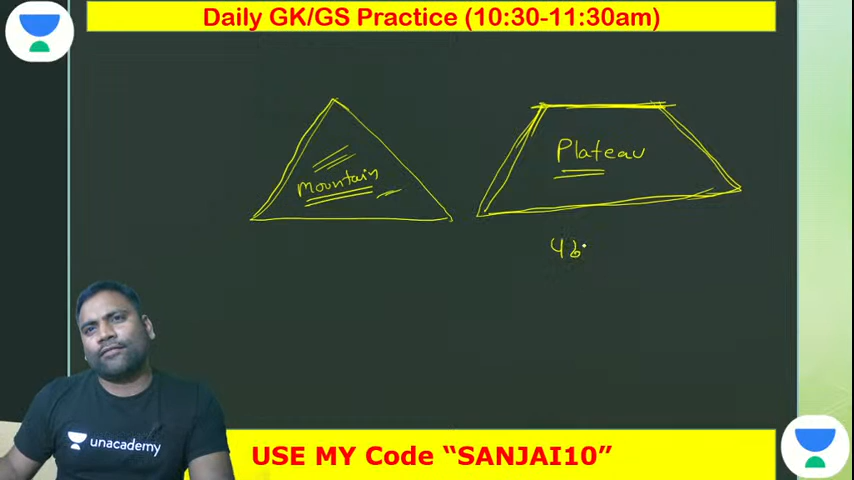 Daily GK/GS Practice (10:30-11:30am)
Mountain
Plateau
unacademy
USE MY Code “SANJAI10”